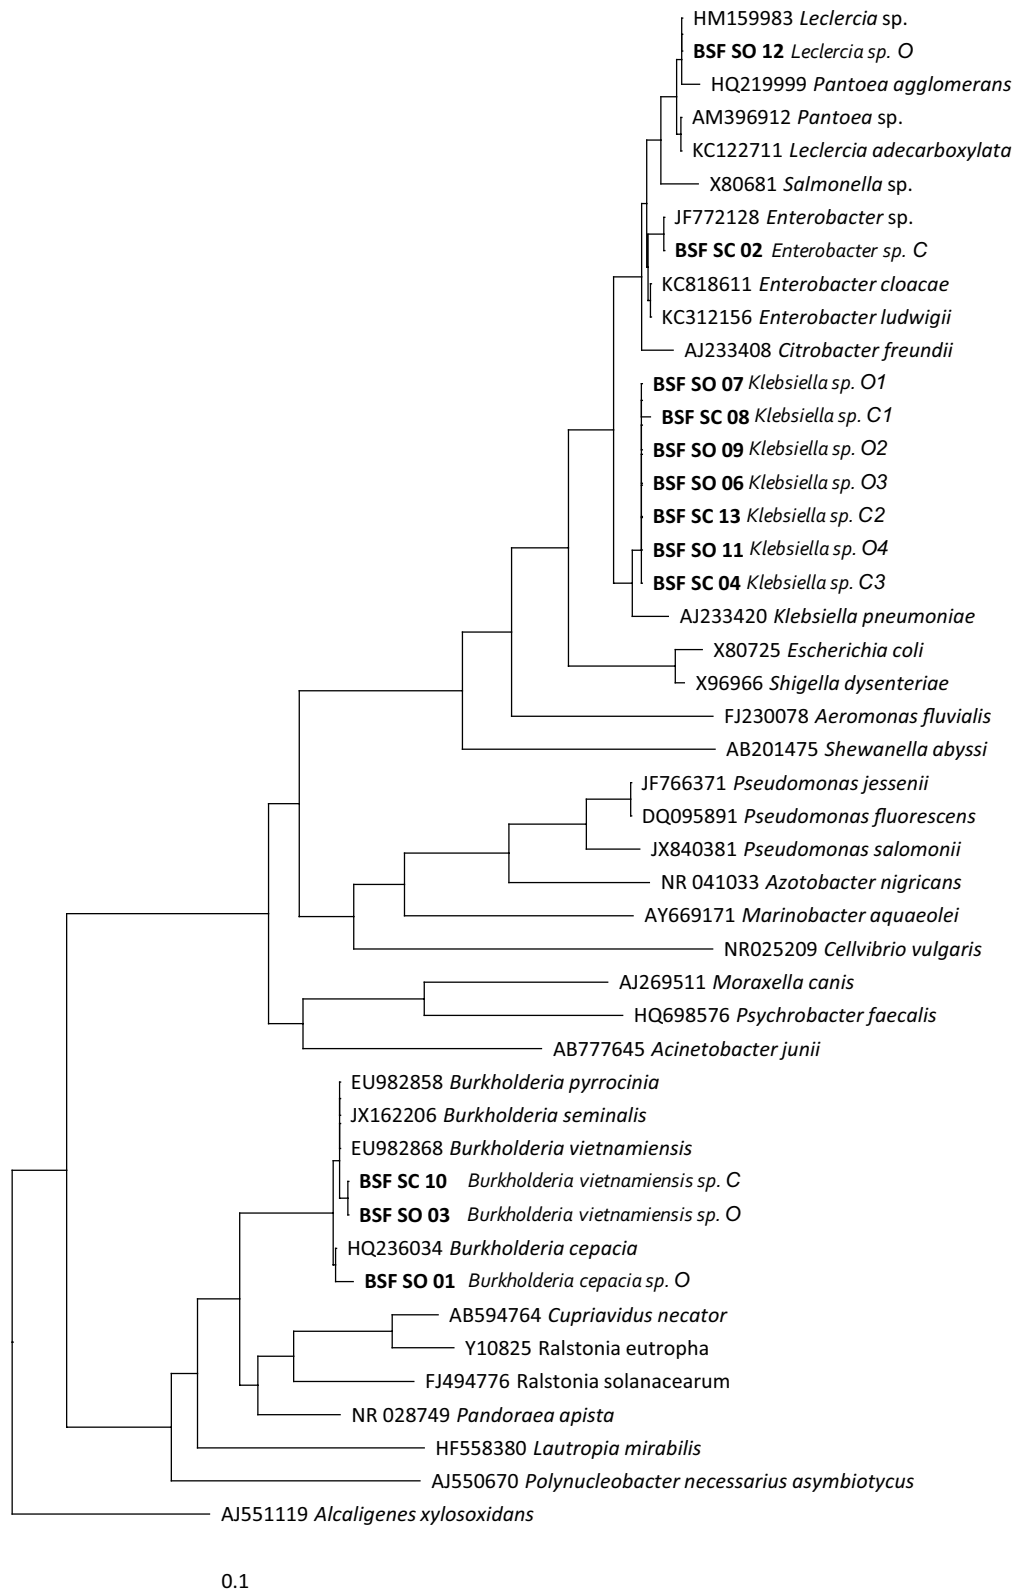 HM159983 Leclercia sp.
BSF SO 12 Leclercia sp. O
HQ219999 Pantoea agglomerans
AM396912 Pantoea sp.
KC122711 Leclercia adecarboxylata
X80681 Salmonella sp.
JF772128 Enterobacter sp.
BSF SC 02 Enterobacter sp. C
KC818611 Enterobacter cloacae
KC312156 Enterobacter ludwigii
AJ233408 Citrobacter freundii
BSF SO 07 Klebsiella sp. O1
BSF SC 08 Klebsiella sp. C1
BSF SO 09 Klebsiella sp. O2
BSF SO 06 Klebsiella sp. O3
BSF SC 13 Klebsiella sp. C2
BSF SO 11 Klebsiella sp. O4
BSF SC 04 Klebsiella sp. C3
AJ233420 Klebsiella pneumoniae
X80725 Escherichia coli
X96966 Shigella dysenteriae
FJ230078 Aeromonas fluvialis
AB201475 Shewanella abyssi
JF766371 Pseudomonas jessenii
DQ095891 Pseudomonas fluorescens
JX840381 Pseudomonas salomonii
NR 041033 Azotobacter nigricans
AY669171 Marinobacter aquaeolei
NR025209 Cellvibrio vulgaris
AJ269511 Moraxella canis
HQ698576 Psychrobacter faecalis
AB777645 Acinetobacter junii
EU982858 Burkholderia pyrrocinia
JX162206 Burkholderia seminalis
EU982868 Burkholderia vietnamiensis
BSF SC 10 Burkholderia vietnamiensis sp. C
BSF SO 03 Burkholderia vietnamiensis sp. O
HQ236034 Burkholderia cepacia
BSF SO 01 Burkholderia cepacia sp. O
AB594764 Cupriavidus necator
Y10825 Ralstonia eutropha
FJ494776 Ralstonia solanacearum
NR 028749 Pandoraea apista
HF558380 Lautropia mirabilis
AJ550670 Polynucleobacter necessarius asymbiotycus
AJ551119 Alcaligenes xylosoxidans
0.1